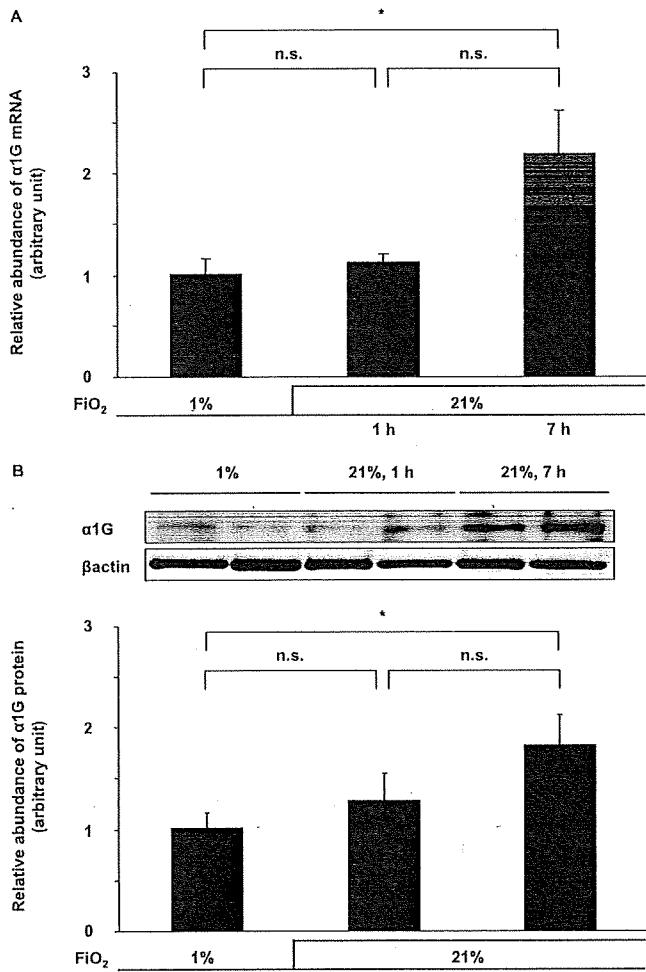 A
*
n.s.
n.s.
Relative abundance of α1G mRNA
(arbitrary unit)
3
2
1
0
FiO2
1%
21%
1 h
7 h
B
1%
21%, 1 h
21%, 7 h
α1G
βactin
*
n.s.
n.s.
Relative abundance of α1G protein
(arbitrary unit)
3
2
1
0
FiO2
1%
21%